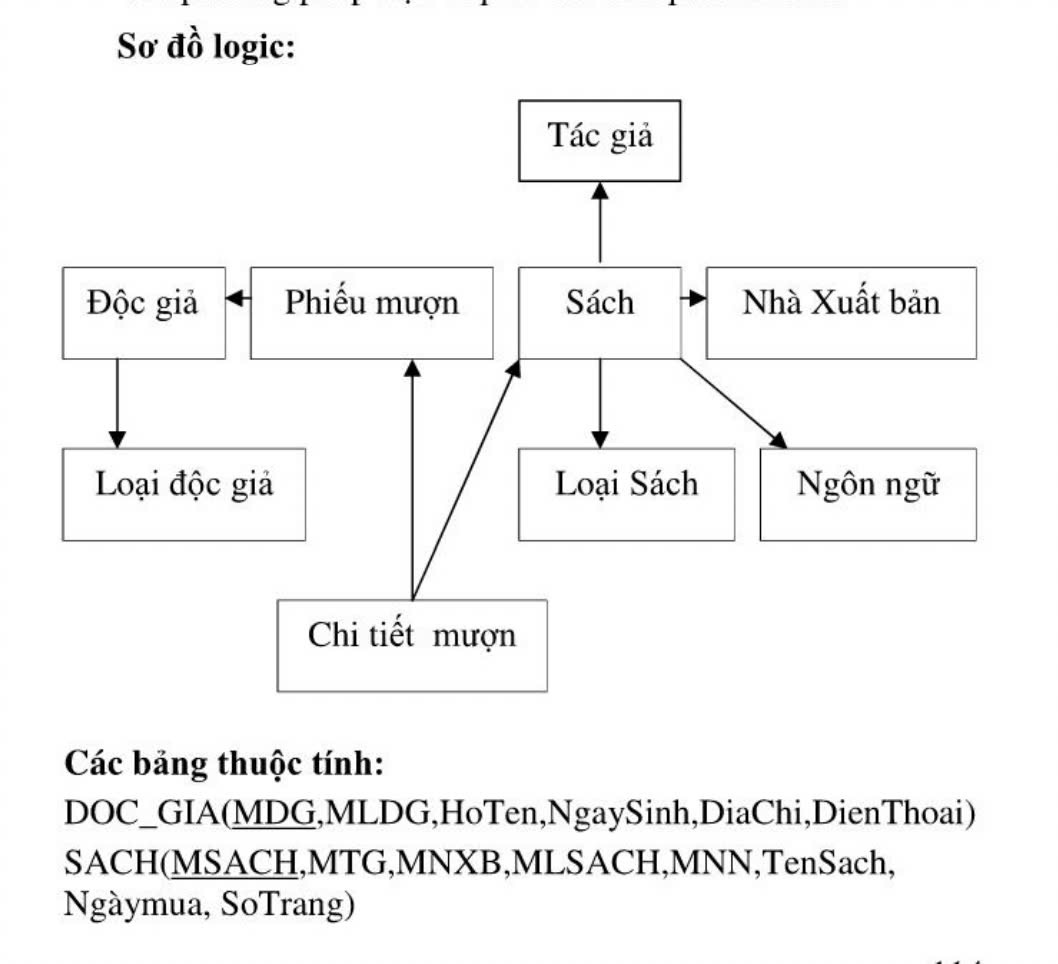 Sơ đồ logic:
Tác giả
Độc giả
Phiếu mượn
Sách
Nhà Xuất bản
Loại độc giả
Loại Sách
Ngôn ngữ
Chi tiết mượn
Các bảng thuộc tính:
DOC_GIA(MDG,MLDG,HoTen,NgaySinh,DiaChi,DienThoai)
SACH(MSACH,MTG,MNXB,MLSACH,MNN,TenSach,
Ngàymua, SoTrang)